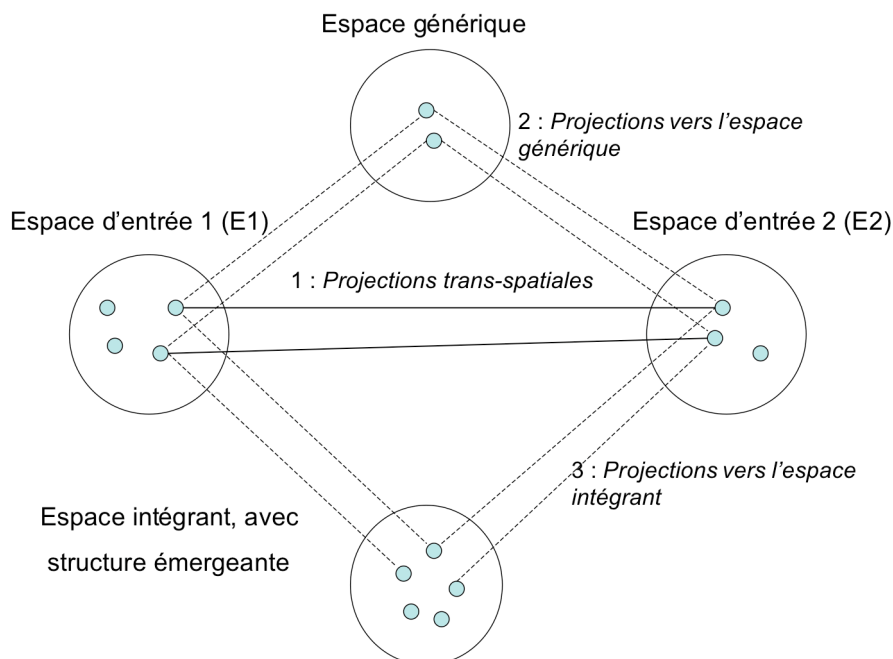 Espace générique
2 : Projections vers l’espace
générique
Espace d’entrée 1 (E1)
Espace d’entrée 2 (E2)
1 : Projections trans-spatiales
3 : Projections vers l’espace
intégrant
Espace intégrant, avec
structure émergeante